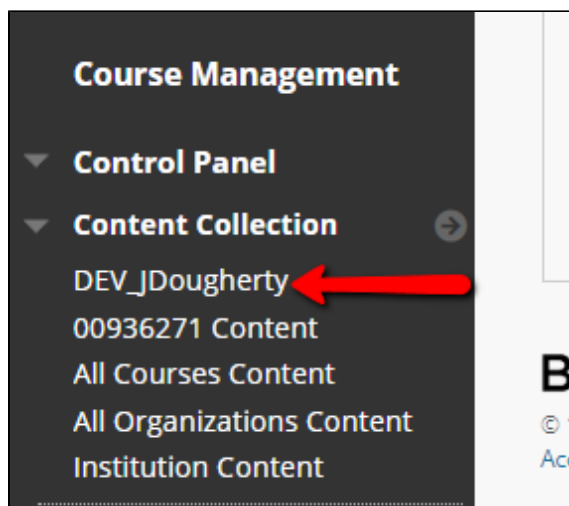 Course Management
Control Panel
Content Collection
DEV_JDougherty
00936271 Content
All Courses Content
All Organizations Content
Institution Content
B
©